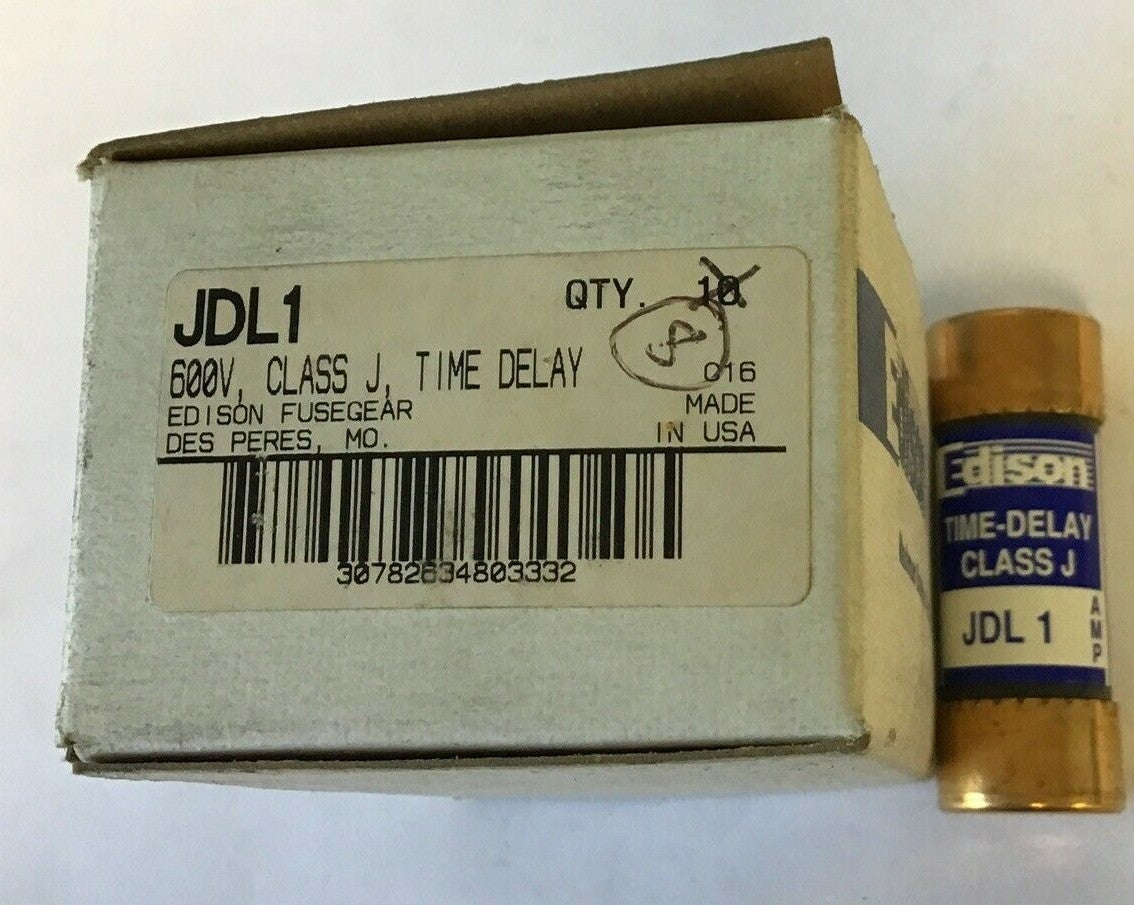 JDL1
QTY. 10
600V, CLASS J, TIME DELAY
016
EDISON FUSEGEAR
MADE
DES PERES, MO.
IN USA
30782634803332
Edison
TIME-DELAY
CLASS J
JDL 1
AMP